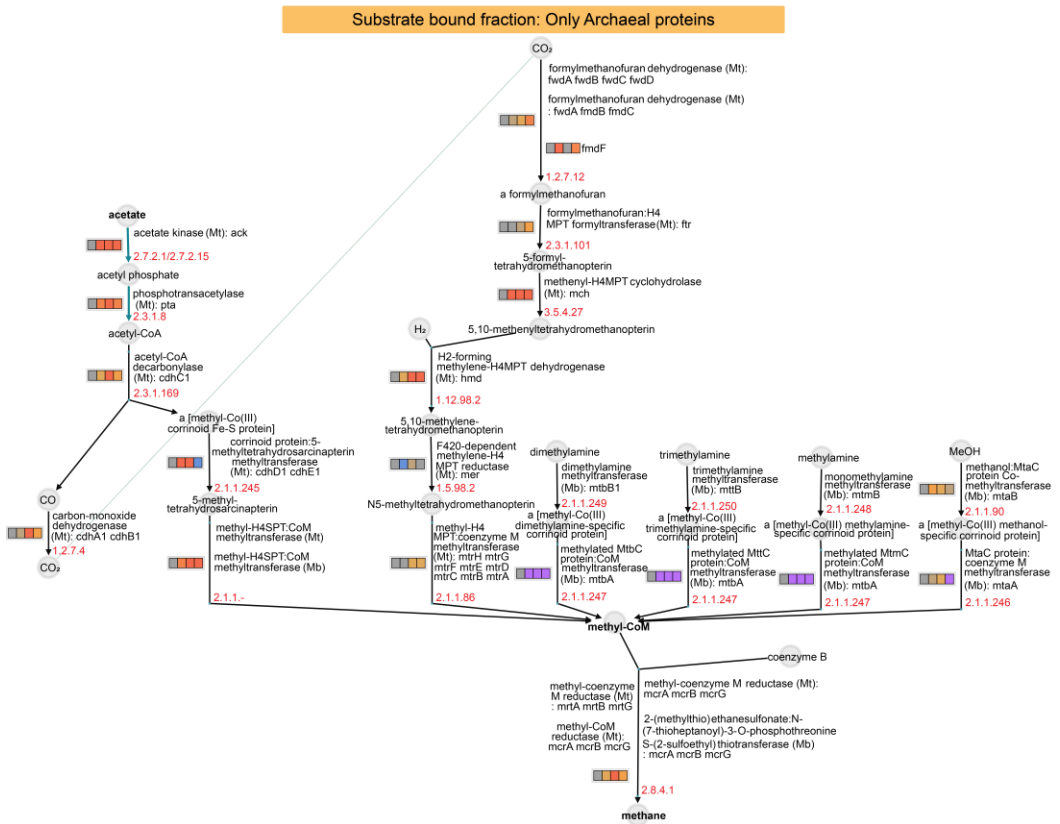 Substrate bound fraction: Only Archaeal proteins
CO₂
formylmethanofuran dehydrogenase (Mt):
fwdA fwdB fwdC fwdD
formylmethanofuran dehydrogenase (Mt)
: fwdA fmdB fmdC
fmdF
1.2.7.12
a formylmethanofuran
formylmethanofuran:H4
MPT formyltransferase(Mt): ftr
2.3.1.101
5-formyl-
tetrahydromethanopterin
methenyl-H4MPT cyclohydrolase
(Mt): mch
3.5.4.27
5,10-methenyltetrahydromethanopterin
H₂
H2-forming
methylene-H4MPT dehydrogenase
(Mt): hmd
1.12.98.2
5,10-methylene-
tetrahydromethanopterin
F420-dependent
methylene-H4
MPT reductase
(Mt): mer
1.5.98.2
N5-methyltetrahydromethanopterin
methyl-H4
MPT:coenzyme M
methyltransferase
(Mt): mtrH mtrG
mtrF mtrE mtrD
mtrC mtrB mtrA
2.1.1.86
acetate
acetate kinase (Mt): ack
2.7.2.1/2.7.2.15
acetyl phosphate
phosphotransacetylase
(Mt): pta
2.3.1.8
acetyl-CoA
acetyl-CoA
decarbonylase
(Mt): cdhC1
2.3.1.169
a [methyl-Co(III)
corrinoid Fe-S protein]
corrinoid protein:5-
methyltetrahydrosarcinapterin
methyltransferase
(Mt): cdhD1 cdhE1
2.1.1.245
5-methyl-
tetrahydrosarcinapterin
methyl-H4SPT:CoM
methyltransferase (Mt)
methyl-H4SPT:CoM
methyltransferase (Mb)
2.1.1.-
CO
carbon-monoxide
dehydrogenase
(Mt): cdhA1 cdhB1
1.2.7.4
CO₂
dimethylamine
dimethylamine
methyltransferase
(Mb): mtbB1
2.1.1.249
a [methyl-Co(III)
dimethylamine-specific
corrinoid protein]
methylated MtbC
protein:CoM
methyltransferase
(Mb): mtbA
2.1.1.247
trimethylamine
trimethylamine
methyltransferase
(Mb): mttB
2.1.1.250
a [methyl-Co(III)
trimethylamine-specific
corrinoid protein]
methylated MttC
protein:CoM
methyltransferase
(Mb): mtbA
2.1.1.247
methylamine
monomethylamine
methyltransferase
(Mb): mtmB
2.1.1.248
a [methyl-Co(III) methylamine-
specific corrinoid protein]
methylated MtmC
protein:CoM
methyltransferase
(Mb): mtbA
2.1.1.247
MeOH
methanol:MtaC
protein Co-
methyltransferase
(Mb): mtaB
2.1.1.90
a [methyl-Co(III) methanol-
specific corrinoid protein]
MtaC protein:
coenzyme M
methyltransferase
(Mb): mtaA
2.1.1.246
methyl-CoM
coenzyme B
methyl-coenzyme
M reductase (Mt)
: mrtA mrtB mrtG
methyl-CoM
reductase (Mt):
mcrA mcrB mcrG
methyl-coenzyme M reductase (Mt):
mcrA mcrB mcrG
2-(methylthio)ethanesulfonate:N-
(7-thioheptanoyl)-3-O-phosphothreonine
S-(2-sulfoethyl)thiotransferase (Mb)
: mcrA mcrB mcrG
2.8.4.1
methane